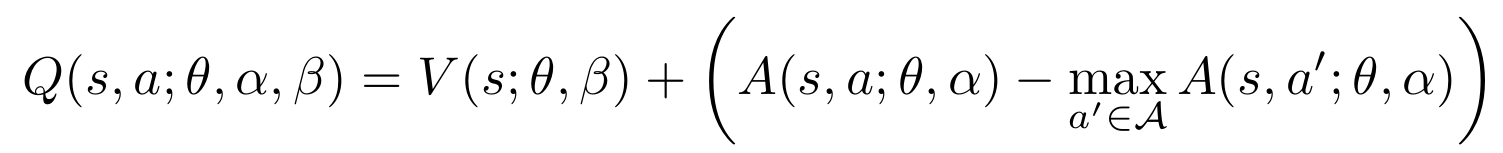 Q(s, a; θ, α, β) = V(s; θ, β) + (A(s, a; θ, α) − max_{a′∈𝒜} A(s, a′; θ, α))